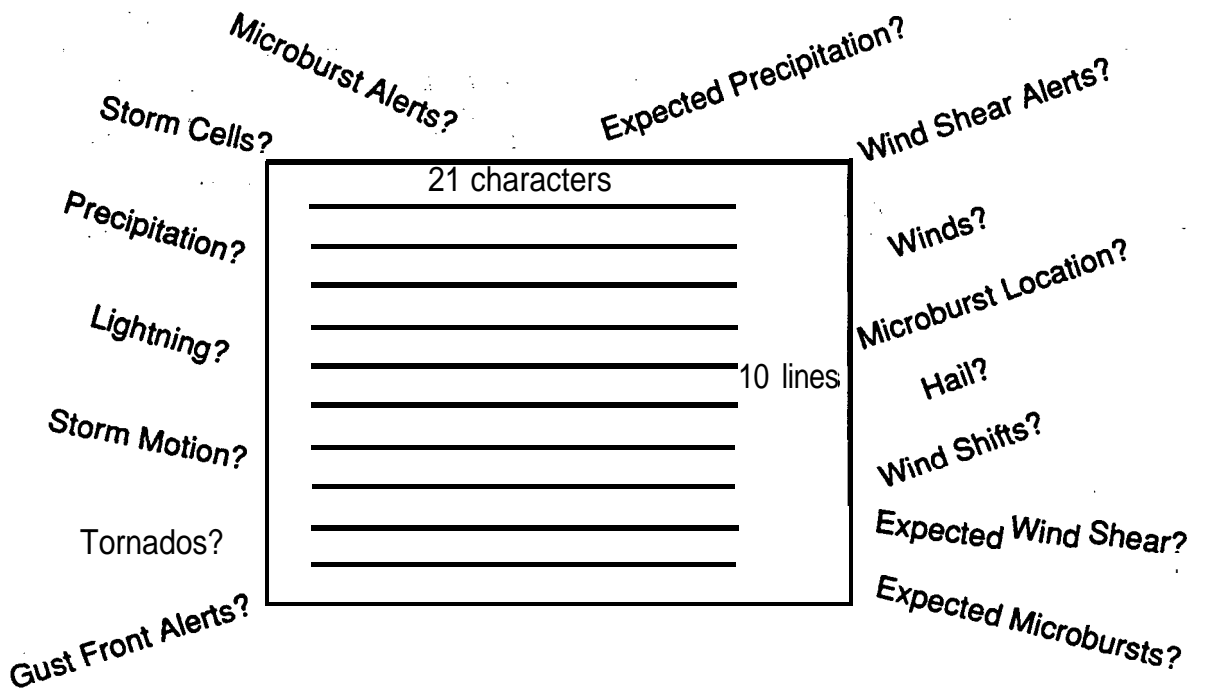 Microburst Alerts?
Expected Precipitation?
Storm Cells?
Wind Shear Alerts?
21 characters
Precipitation?
Winds?
Lightning?
Microburst Location?
10 lines
Hail?
Storm Motion?
Wind Shifts?
Tornados?
Expected Wind Shear?
Gust Front Alerts?
Expected Microbursts?